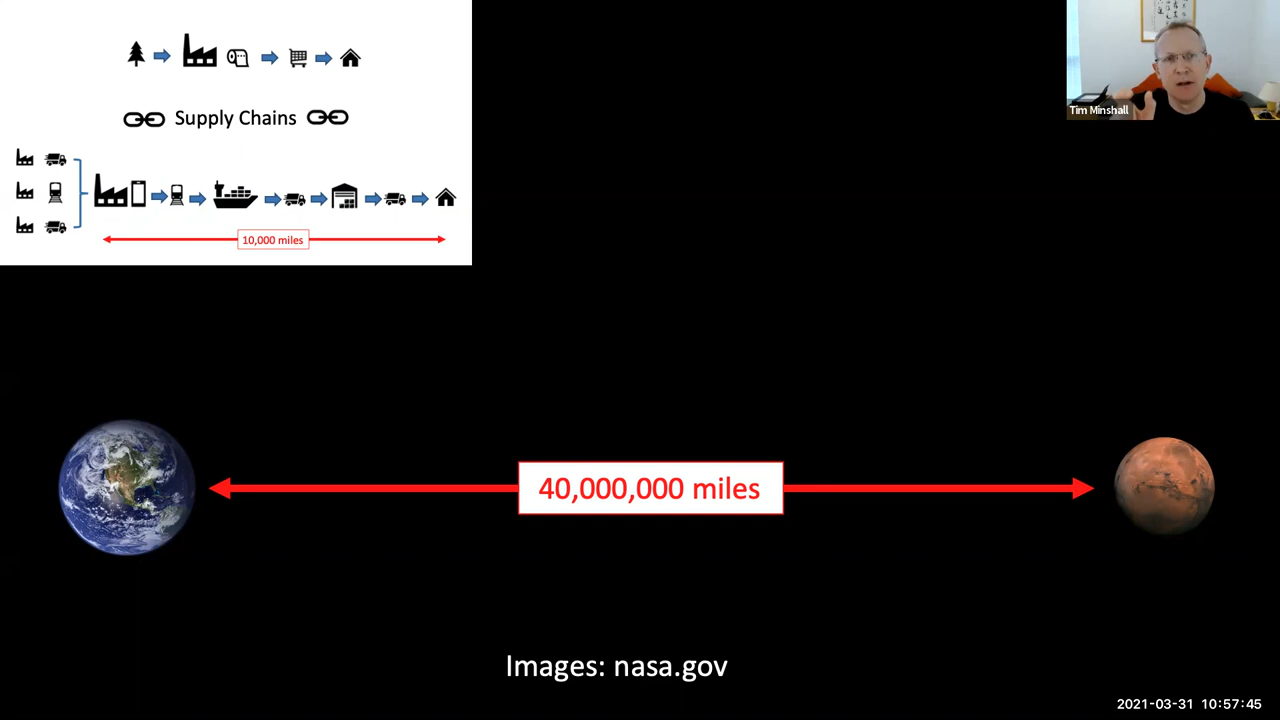 Supply Chains
10,000 miles
Tim Minshall
40,000,000 miles
Images: nasa.gov
2021-03-31 10:57:45